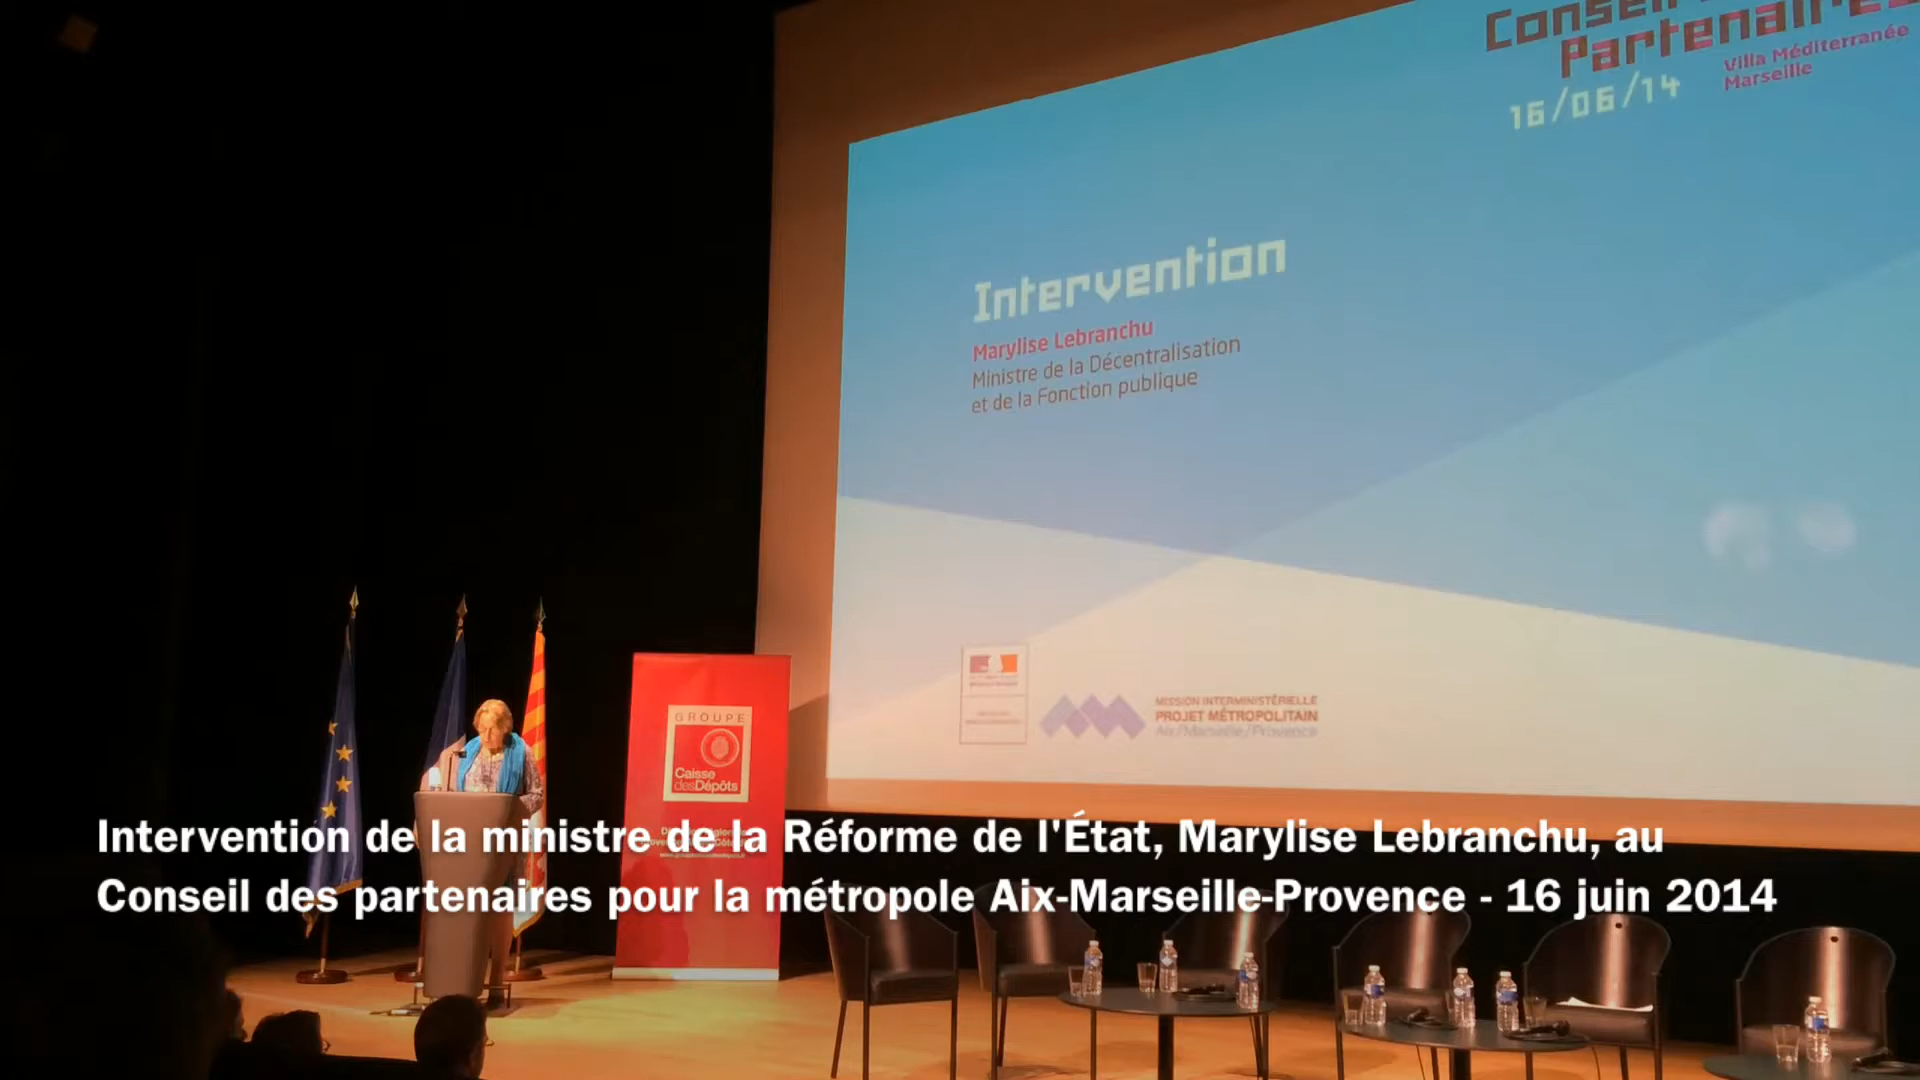 Conseil
Partenaires
Villa Méditerranée
Marseille
16/06/14
Intervention
Marylise Lebranchu
Ministre de la Décentralisation
et de la Fonction publique
MISSION INTERMINISTÉRIELLE
PROJET MÉTROPOLITAIN
Aix/Marseille/Provence
GROUPE
Caisse
desDépôts
Intervention de la ministre de la Réforme de l'État, Marylise Lebranchu, au
Conseil des partenaires pour la métropole Aix-Marseille-Provence - 16 juin 2014